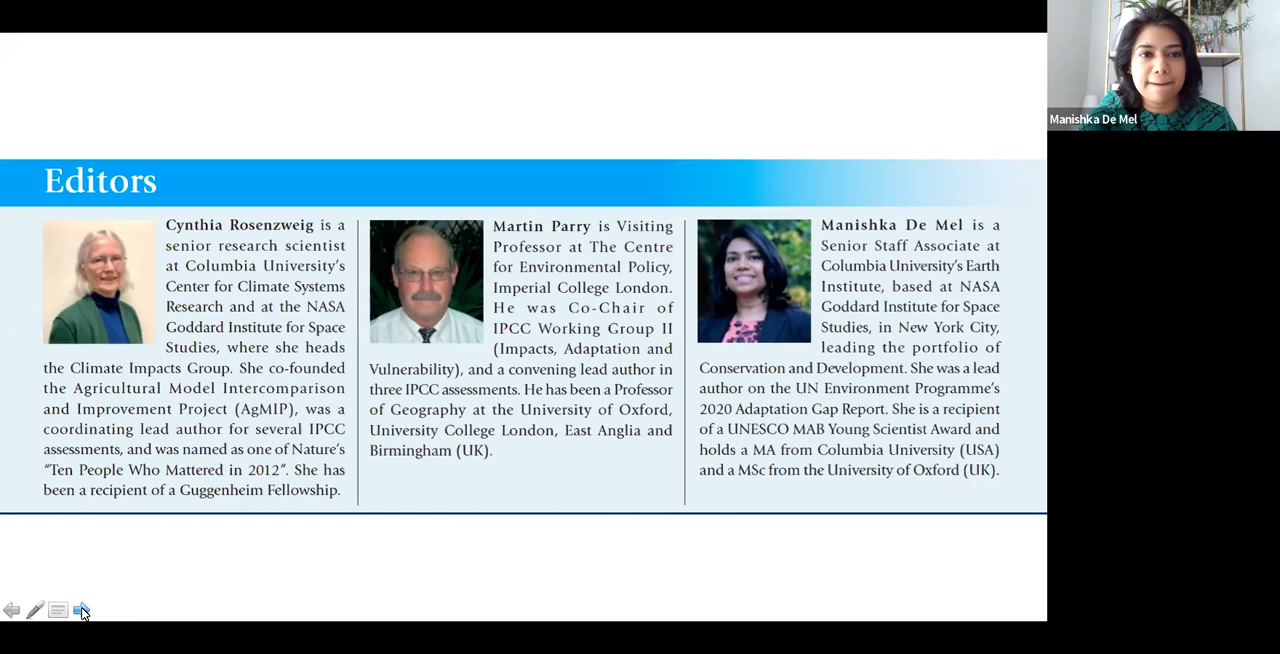 Manishka De Mel
Editors
Cynthia Rosenzweig is a
senior research scientist
at Columbia University's
Center for Climate Systems
Research and at the NASA
Goddard Institute for Space
Studies, where she heads
the Climate Impacts Group. She co-founded
the Agricultural Model Intercomparison
and Improvement Project (AgMIP), was a
coordinating lead author for several IPCC
assessments, and was named as one of Nature's
“Ten People Who Mattered in 2012”. She has
been a recipient of a Guggenheim Fellowship.
Martin Parry is Visiting
Professor at The Centre
for Environmental Policy,
Imperial College London.
He was Co-Chair of
IPCC Working Group II
(Impacts, Adaptation and
Vulnerability), and a convening lead author in
three IPCC assessments. He has been a Professor
of Geography at the University of Oxford,
University College London, East Anglia and
Birmingham (UK).
Manishka De Mel is a
Senior Staff Associate at
Columbia University's Earth
Institute, based at NASA
Goddard Institute for Space
Studies, in New York City,
leading the portfolio of
Conservation and Development. She was a lead
author on the UN Environment Programme's
2020 Adaptation Gap Report. She is a recipient
of a UNESCO MAB Young Scientist Award and
holds a MA from Columbia University (USA)
and a MSc from the University of Oxford (UK).